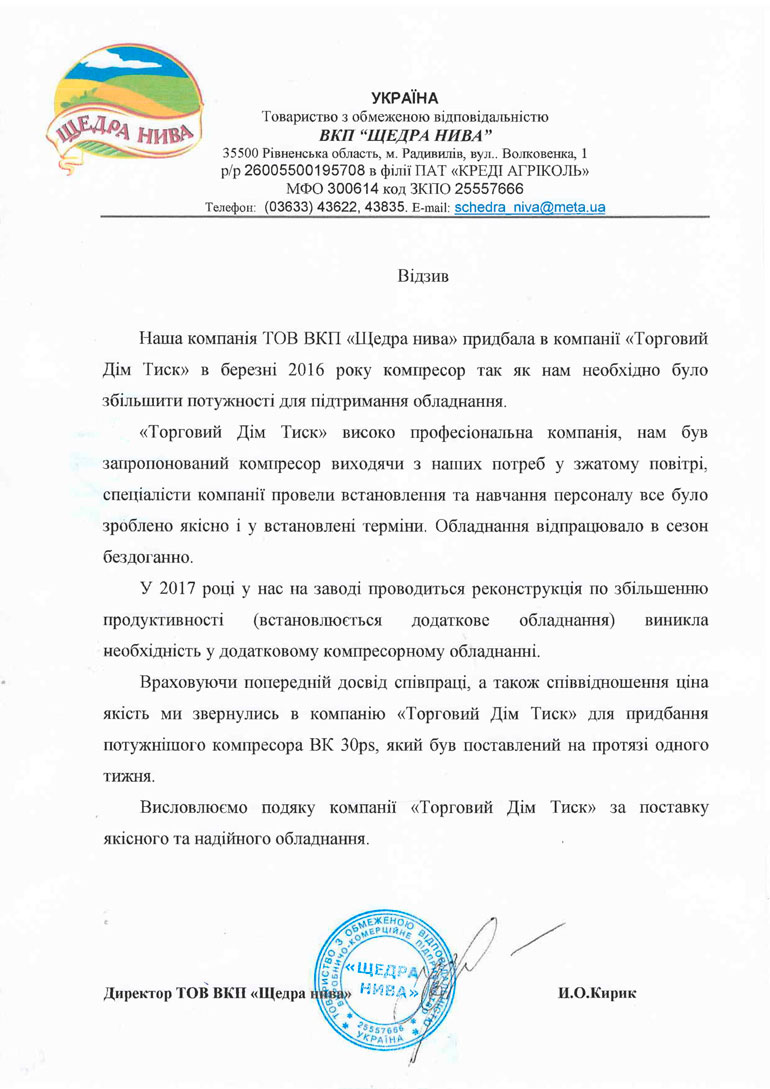 ЩЕДРА НИВА
УКРАЇНА
Товариство з обмеженою відповідальністю
ВКП “ЩЕДРА НИВА”
35500 Рівненська область, м. Радивилів, вул.. Волковенка, 1
р/р 26005500195708 в філії ПАТ «КРЕДІ АГРІКОЛЬ»
МФО 300614 код ЗКПО 25557666
Телефон: (03633) 43622, 43835. E-mail: schedra_niva@meta.ua
Відзив
Наша компанія ТОВ ВКП «Щедра нива» придбала в компанії «Торговий
Дім Тиск» в березні 2016 року компресор так як нам необхідно було
збільшити потужності для підтримання обладнання.
«Торговий Дім Тиск» високо професіональна компанія, нам був
запропонований компресор виходячи з наших потреб у зжатому повітрі,
спеціалісти компанії провели встановлення та навчання персоналу все було
зроблено якісно і у встановлені терміни. Обладнання відпрацювало в сезон
бездоганно.
У 2017 році у нас на заводі проводиться реконструкція по збільшенню
продуктивності (встановлюється додаткове обладнання) виникла
необхідність у додатковому компресорному обладнанні.
Враховуючи попередній досвід співпраці, а також співвідношення ціна
якість ми звернулись в компанію «Торговий Дім Тиск» для придбання
потужнішого компресора ВК 30ps, який був поставлений на протязі одного
тижня.
Висловлюємо подяку компанії «Торговий Дім Тиск» за поставку
якісного та надійного обладнання.
ТОВАРИСТВО З ОБМЕЖЕНОЮ ВІДПОВІДАЛЬНІСТЮ
ВИРОБНИЧО-КОМЕРЦІЙНЕ ПІДПРИЄМСТВО
«ЩЕДРА
НИВА»
25557666
УКРАЇНА
Директор ТОВ ВКП «Щедра нива» И.О.Кирик